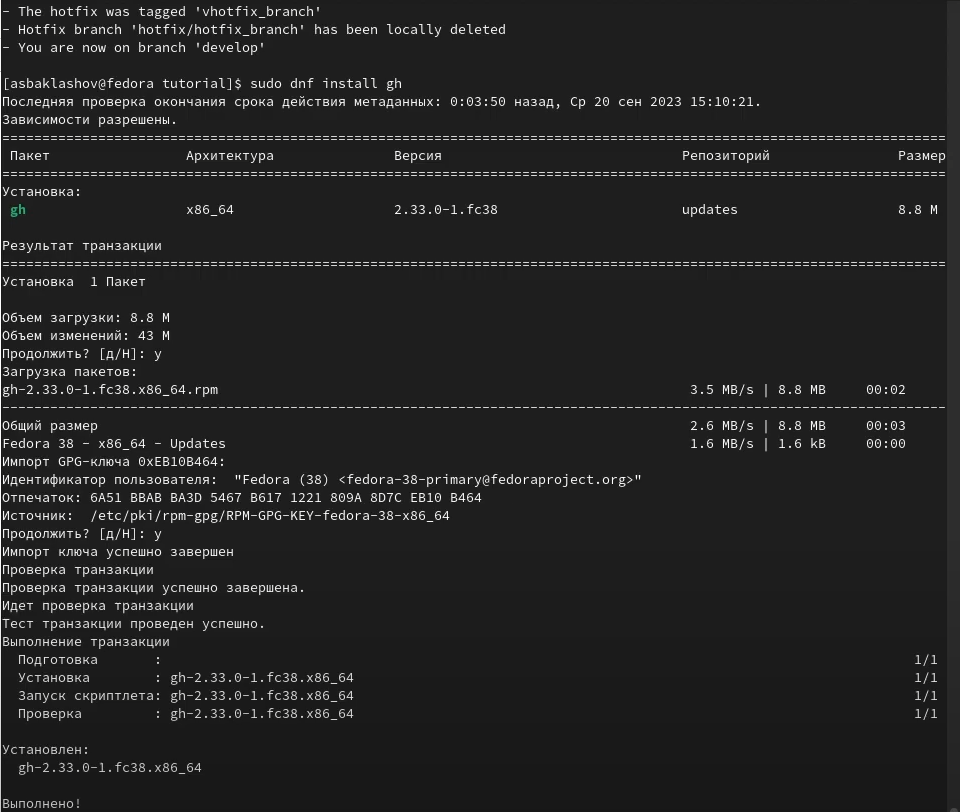 - The hotfix was tagged 'vhotfix_branch'
- Hotfix branch 'hotfix/hotfix_branch' has been locally deleted
- You are now on branch 'develop'
[asbaklashov@fedora tutorial]$ sudo dnf install gh
Последняя проверка окончания срока действия метаданных: 0:03:50 назад, Ср 20 сен 2023 15:10:21.
Зависимости разрешены.
Пакет Архитектура Версия Репозиторий Размер
Установка:
gh x86_64 2.33.0-1.fc38 updates 8.8 M
Результат транзакции
Установка 1 Пакет
Объем загрузки: 8.8 M
Объем изменений: 43 M
Продолжить? [д/Н]: y
Загрузка пакетов:
gh-2.33.0-1.fc38.x86_64.rpm 3.5 MB/s | 8.8 MB 00:02
Общий размер 2.6 MB/s | 8.8 MB 00:03
Fedora 38 - x86_64 - Updates 1.6 MB/s | 1.6 kB 00:00
Импорт GPG-ключа 0xEB10B464:
Идентификатор пользователя: "Fedora (38) <fedora-38-primary@fedoraproject.org>"
Отпечаток: 6A51 BBAB BA3D 5467 B617 1221 809A 8D7C EB10 B464
Источник: /etc/pki/rpm-gpg/RPM-GPG-KEY-fedora-38-x86_64
Продолжить? [д/Н]: y
Импорт ключа успешно завершен
Проверка транзакции
Проверка транзакции успешно завершена.
Идет проверка транзакции
Тест транзакции проведен успешно.
Выполнение транзакции
Подготовка : 1/1
Установка : gh-2.33.0-1.fc38.x86_64 1/1
Запуск скриптлета: gh-2.33.0-1.fc38.x86_64 1/1
Проверка : gh-2.33.0-1.fc38.x86_64 1/1
Установлен:
gh-2.33.0-1.fc38.x86_64
Выполнено!